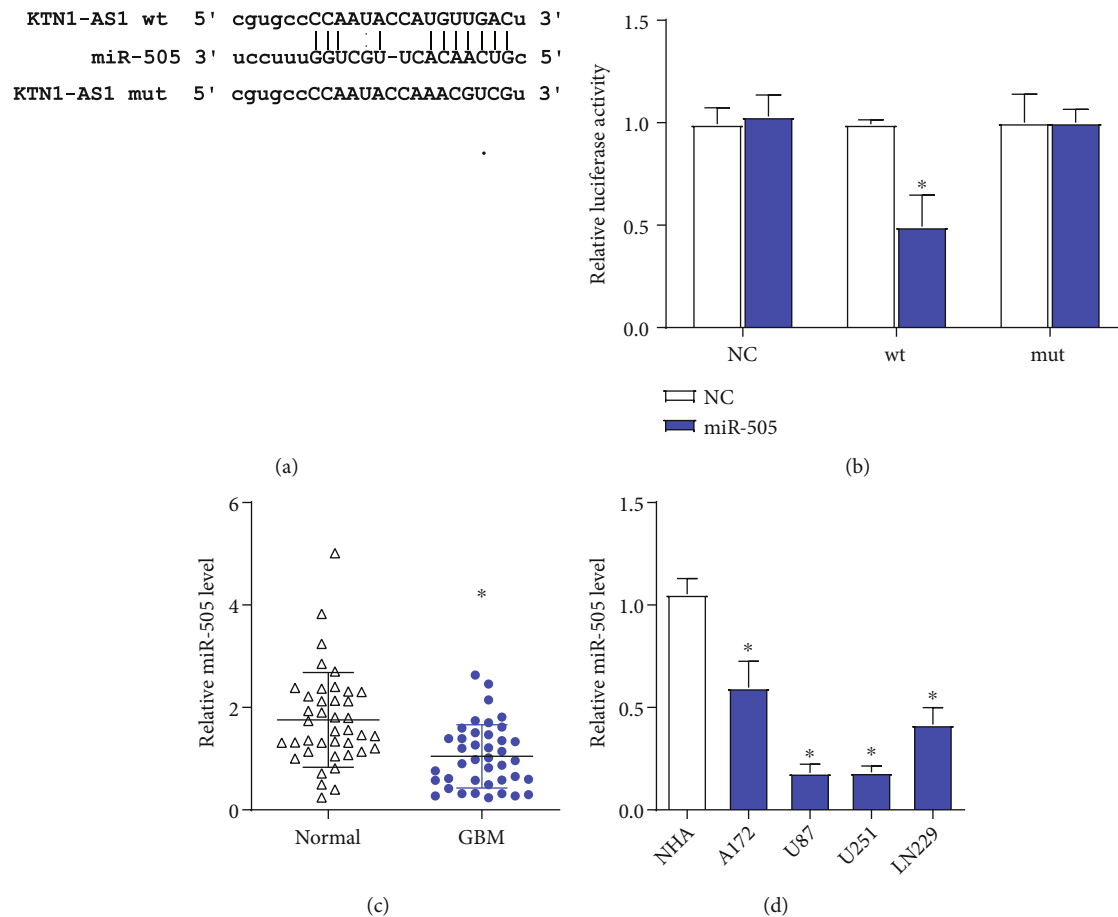 KTN1-AS1 wt 5' cgugccCCAAUACCAUGUUGACu 3'
miR-505 3' uccuuuGGUCGU-UUCACAACUGc 5'
KTN1-AS1 mut 5' cgugccCCAAUACCAAACGUCGu 3'
(a)
Relative luciferase activity
1.5
1.0
0.5
0.0
*
NC
wt
mut
NC
miR-505
(b)
Relative miR-505 level
6
4
2
0
*
Normal
GBM
(c)
Relative miR-505 level
1.5
1.0
0.5
0.0
*
*
*
*
NHA
A172
U87
U251
LN229
(d)